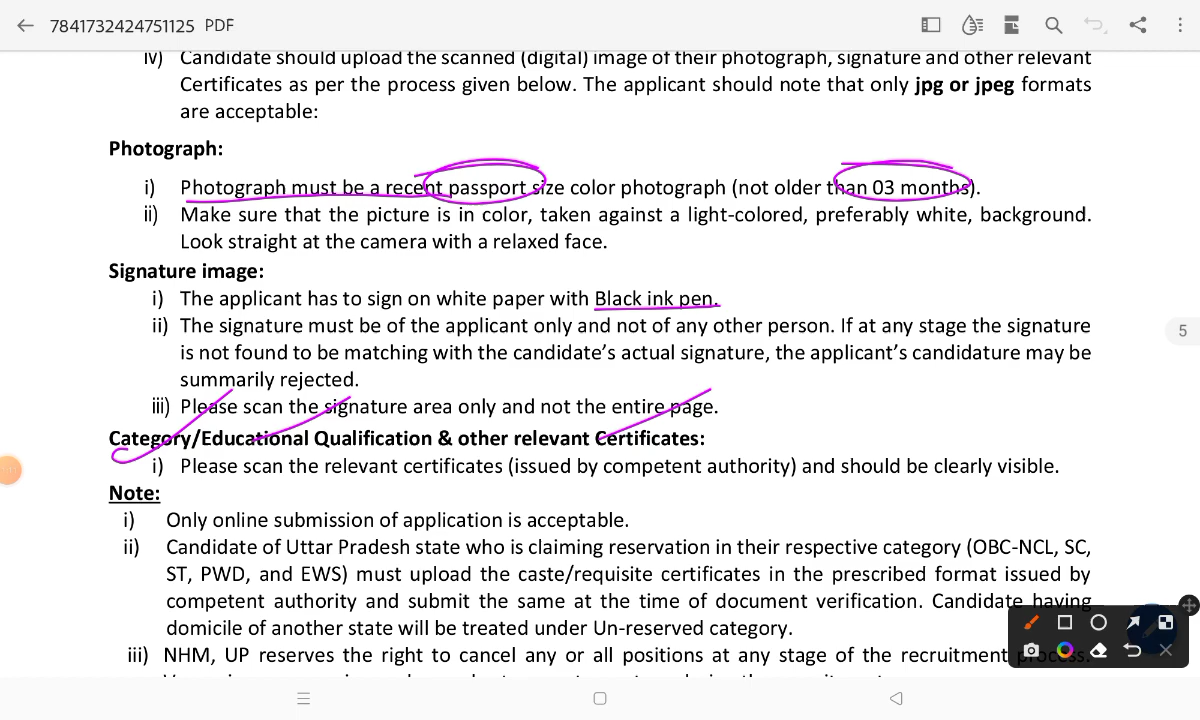 7841732424751125 PDF
iv) Candidate should upload the scanned (digital) image of their photograph, signature and other relevant
Certificates as per the process given below. The applicant should note that only jpg or jpeg formats
are acceptable:
Photograph:
i) Photograph must be a recent passport size color photograph (not older than 03 months).
ii) Make sure that the picture is in color, taken against a light-colored, preferably white, background.
Look straight at the camera with a relaxed face.
Signature image:
i) The applicant has to sign on white paper with Black ink pen.
ii) The signature must be of the applicant only and not of any other person. If at any stage the signature
is not found to be matching with the candidate's actual signature, the applicant's candidature may be
summarily rejected.
iii) Please scan the signature area only and not the entire page.
Category/Educational Qualification & other relevant Certificates:
i) Please scan the relevant certificates (issued by competent authority) and should be clearly visible.
Note:
i) Only online submission of application is acceptable.
ii) Candidate of Uttar Pradesh state who is claiming reservation in their respective category (OBC-NCL, SC,
ST, PWD, and EWS) must upload the caste/requisite certificates in the prescribed format issued by
competent authority and submit the same at the time of document verification. Candidate having
domicile of another state will be treated under Un-reserved category.
iii) NHM, UP reserves the right to cancel any or all positions at any stage of the recruitment process.
5